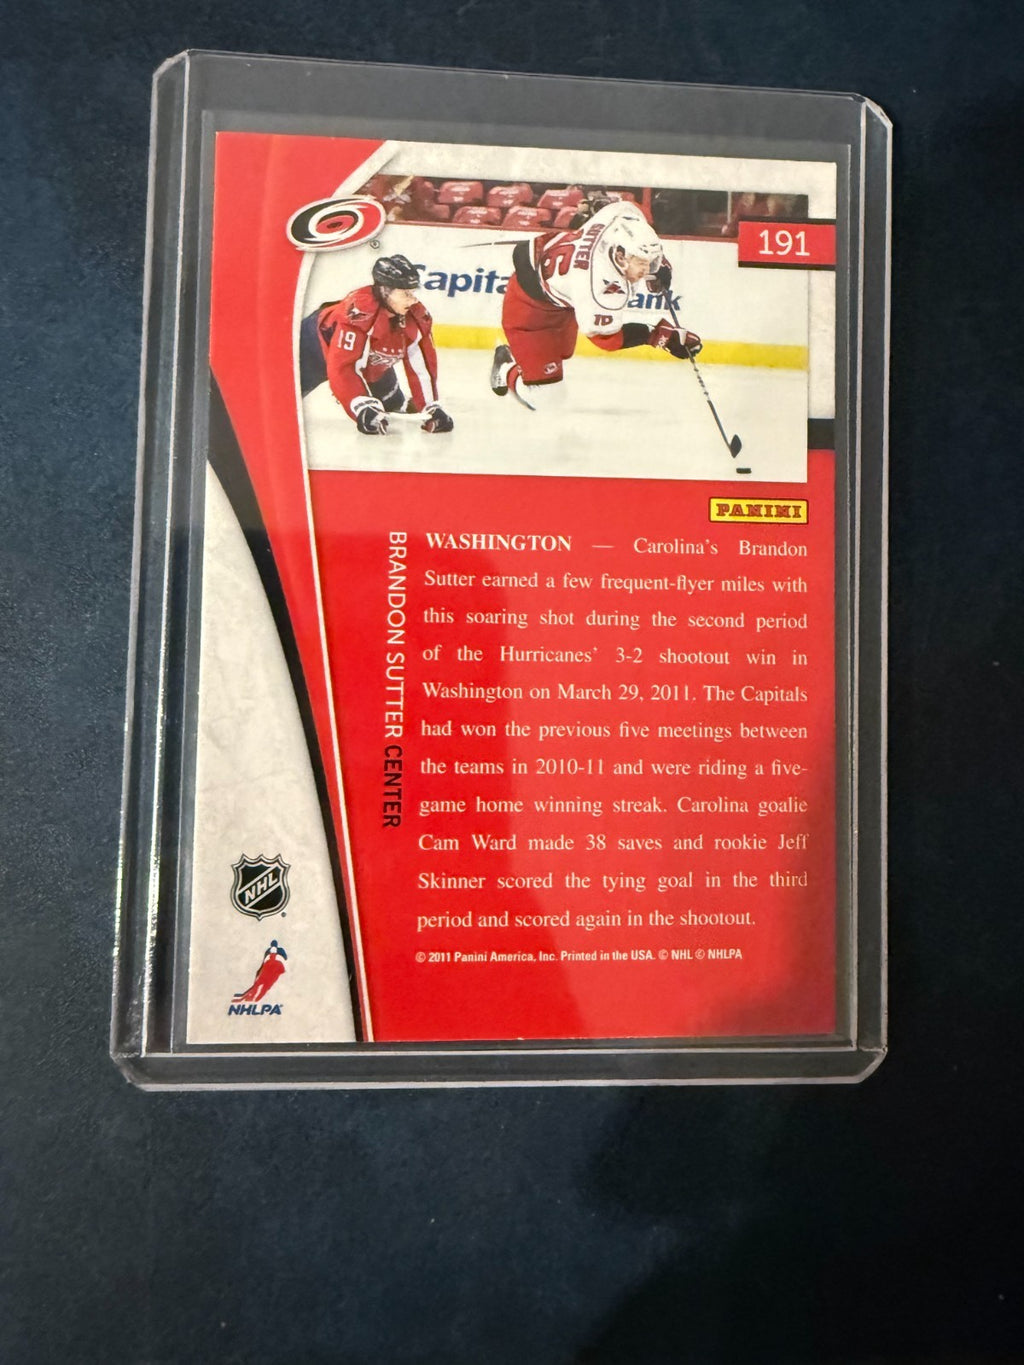 191
Capita
ank
SUTTER
16
16
19
PANINI
WASHINGTON — Carolina's Brandon
Sutter earned a few frequent-flyer miles with
this soaring shot during the second period
of the Hurricanes' 3-2 shootout win in
Washington on March 29, 2011. The Capitals
had won the previous five meetings between
the teams in 2010-11 and were riding a five-
game home winning streak. Carolina goalie
Cam Ward made 38 saves and rookie Jeff
Skinner scored the tying goal in the third
period and scored again in the shootout.
© 2011 Panini America, Inc. Printed in the USA. © NHL © NHLPA
BRANDON SUTTER CENTER
NHL
NHLPA